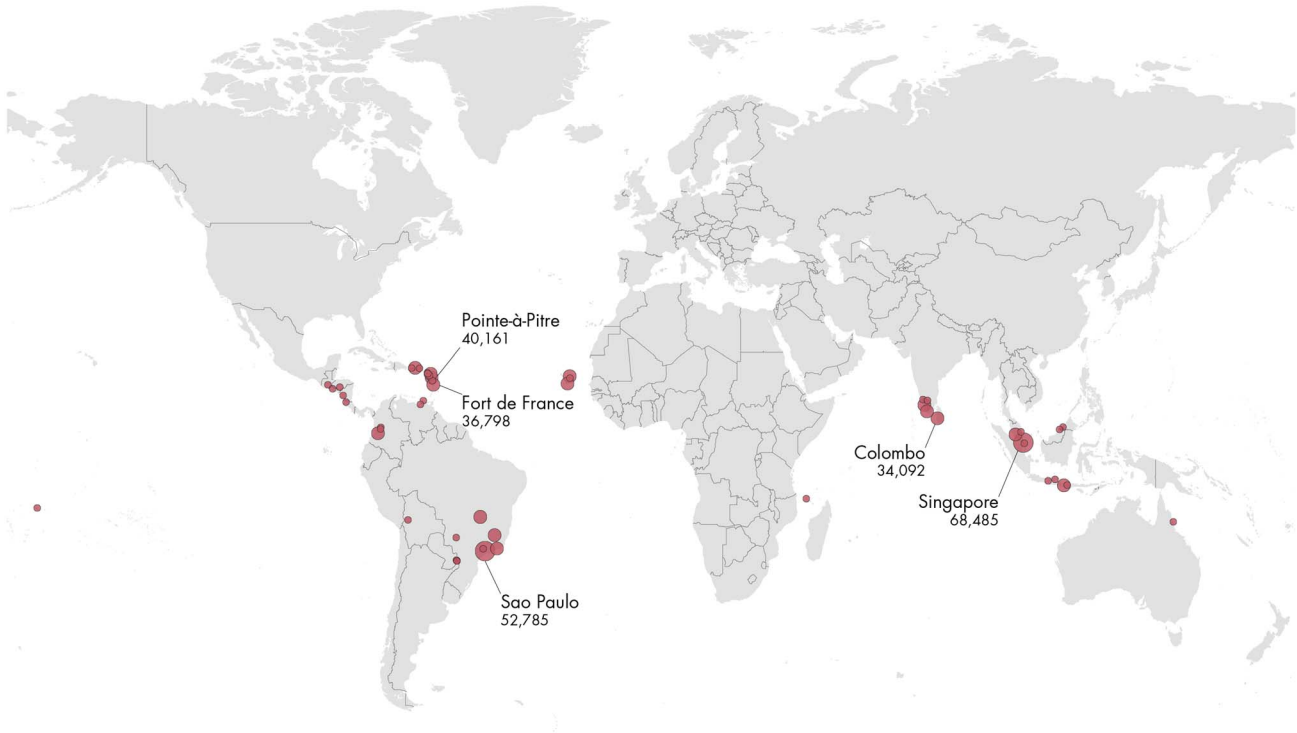 Pointe-à-Pitre
40,161
Fort de France
36,798
Colombo
34,092
Singapore
68,485
Sao Paulo
52,785